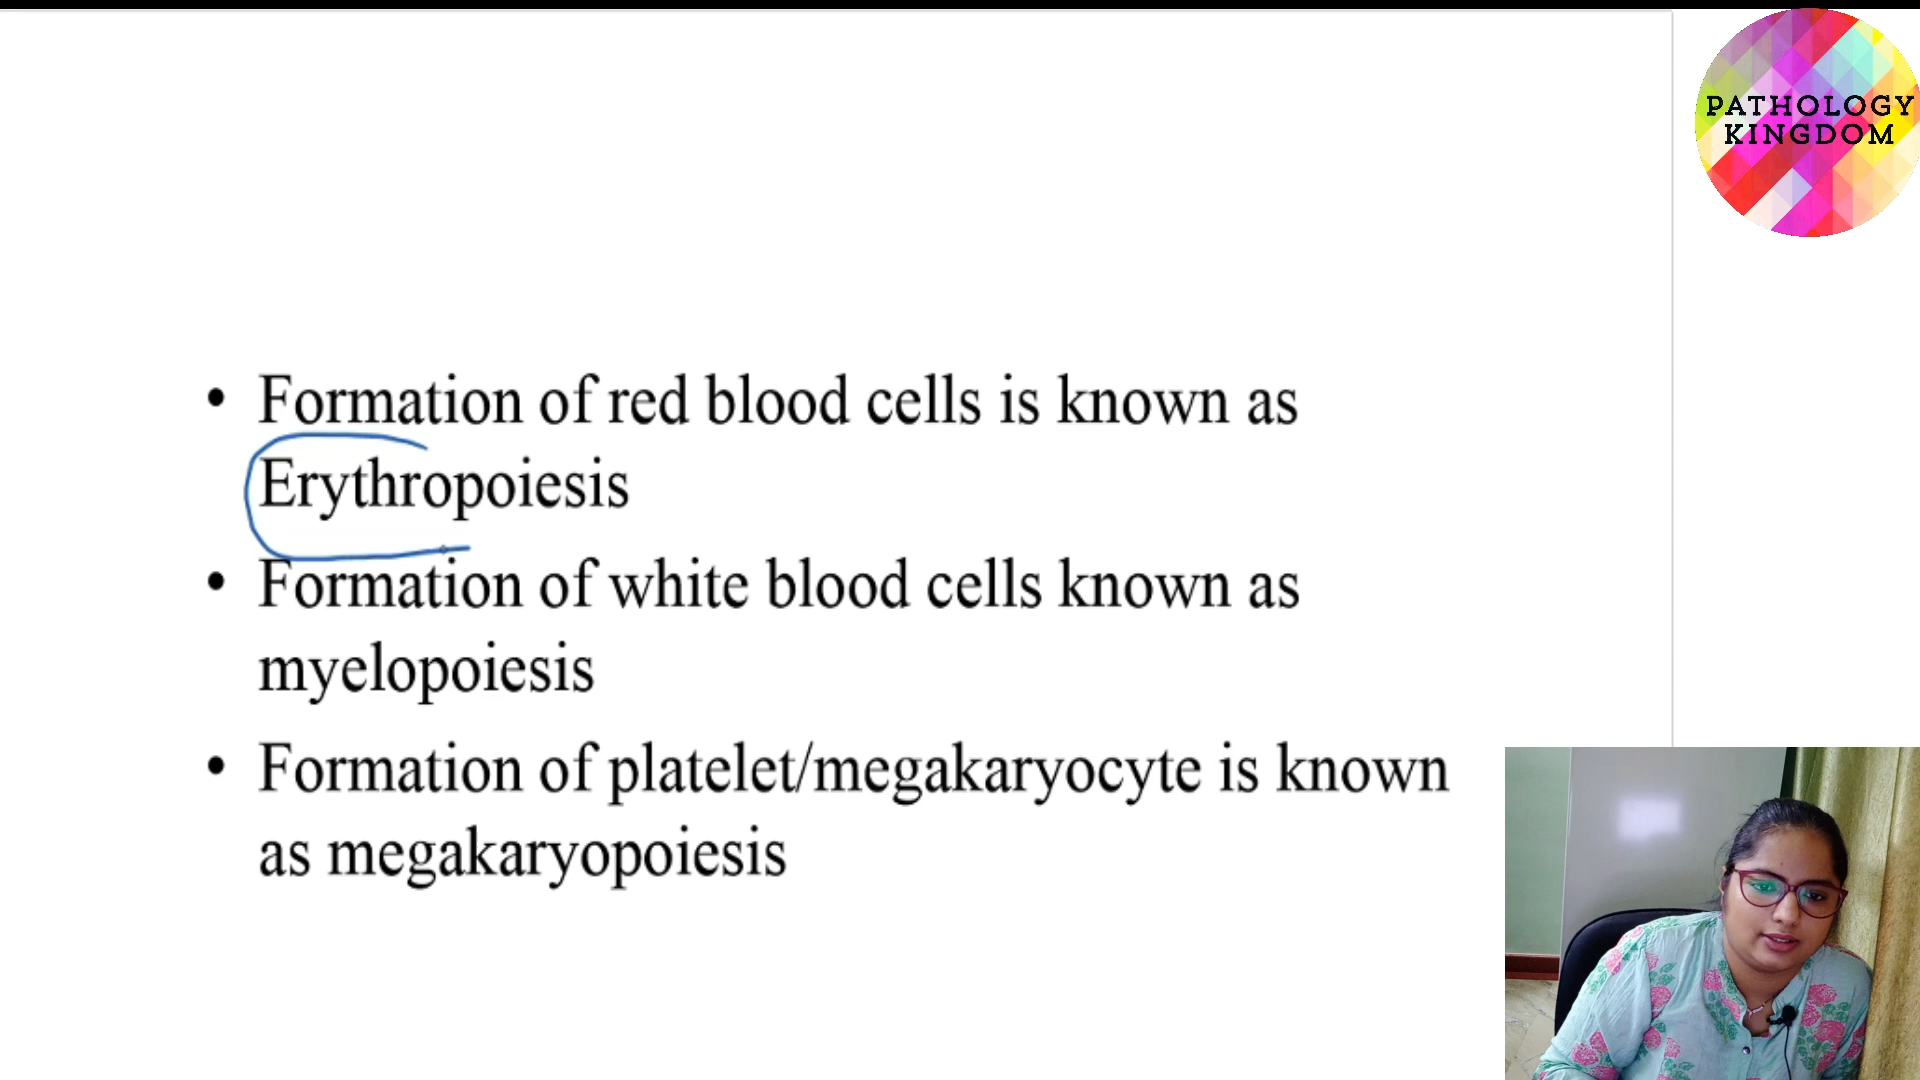 PATHOLOGY
KINGDOM
• Formation of red blood cells is known as
Erythropoiesis
• Formation of white blood cells known as
myelopoiesis
• Formation of platelet/megakaryocyte is known
as megakaryopoiesis